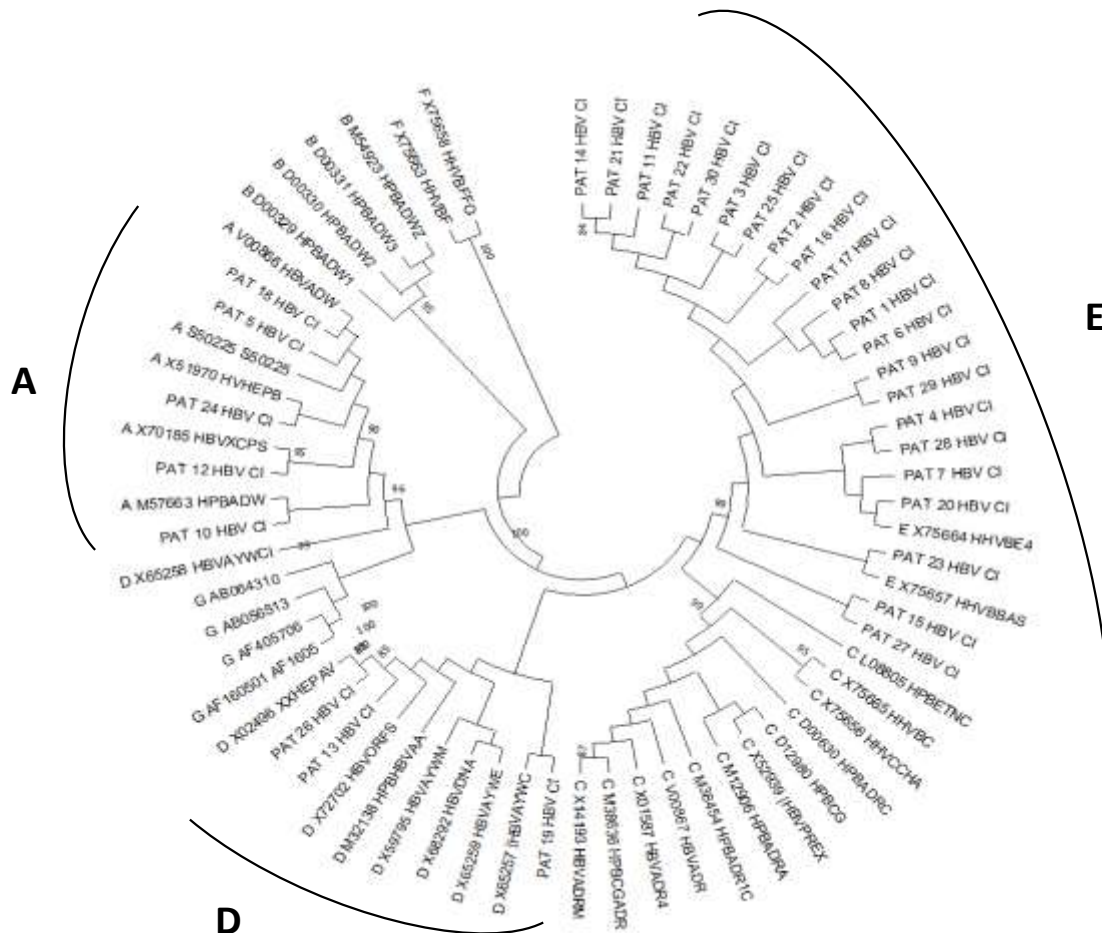 F X75658 HHVBFFO
F X75663 HHVBF
B M54923 HPBADWZ
B D00331 HPBADW3
B D00330 HPBADW2
B D00329 HPBADW1
A V00866 HBVADW
PAT 18 HBV CI
PAT 5 HBV CI
A S50225 S50225
A X51970 HVHEPB
PAT 24 HBV CI
A X70185 HBVXCPS
PAT 12 HBV CI
A M57663 HPBADW
PAT 10 HBV CI
D X65258 HBVAYWCI
G AB064310
G AB056513
G AF405706
G AF160501 AF1605
D X02496 XXHEPAV
PAT 26 HBV CI
PAT 13 HBV CI
D X72702 HBVORFS
D M32138 HPBHBVAA
D X59795 HBVAYWM
D X68292 HBVDNA
D X65259 HBVAYWE
D X65257 (HBVAYWC
PAT 19 HBV CI
C X14193 HBVADRM
C M38636 HPBCGADR
C X01587 HBVADR4
C V00867 HBVADR
C M38454 HPBADR1C
C M12906 HPBADRA
C X52939 (HBVPREX
C D12980 HPBCG
C D00630 HPBADRC
C X75656 HHVCCHA
C X75665 HHVBC
C L08805 HPBETNC
PAT 27 HBV CI
PAT 15 HBV CI
E X75657 HHVBBAS
PAT 23 HBV CI
E X75664 HHVBE4
PAT 20 HBV CI
PAT 7 HBV CI
PAT 28 HBV CI
PAT 4 HBV CI
PAT 29 HBV CI
PAT 9 HBV CI
PAT 6 HBV CI
PAT 1 HBV CI
PAT 8 HBV CI
PAT 17 HBV CI
PAT 16 HBV CI
PAT 2 HBV CI
PAT 25 HBV CI
PAT 3 HBV CI
PAT 30 HBV CI
PAT 22 HBV CI
PAT 11 HBV CI
PAT 21 HBV CI
PAT 14 HBV CI
100
95
90
95
100
100
100
A
D
E